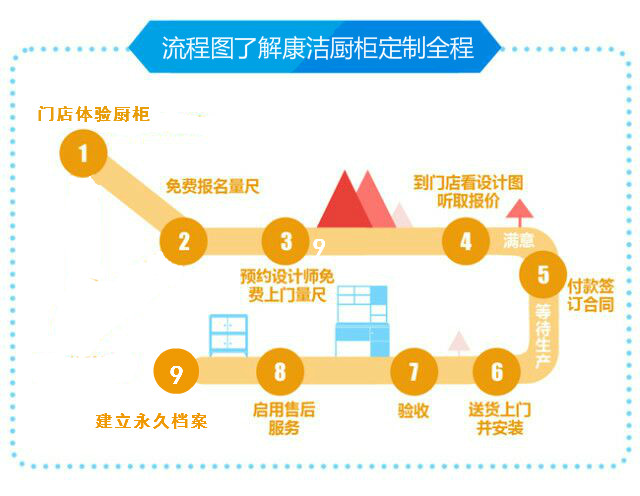 流程图了解康洁厨柜定制全程
门店体验厨柜
1
免费报名量尺
2
3
9
预约设计师免
费上门量尺
到门店看设计图
听取报价
4
满意
5
付款签
订合同
等待生产
6
送货上门
并安装
7
验收
8
启用售后
服务
9
建立永久档案